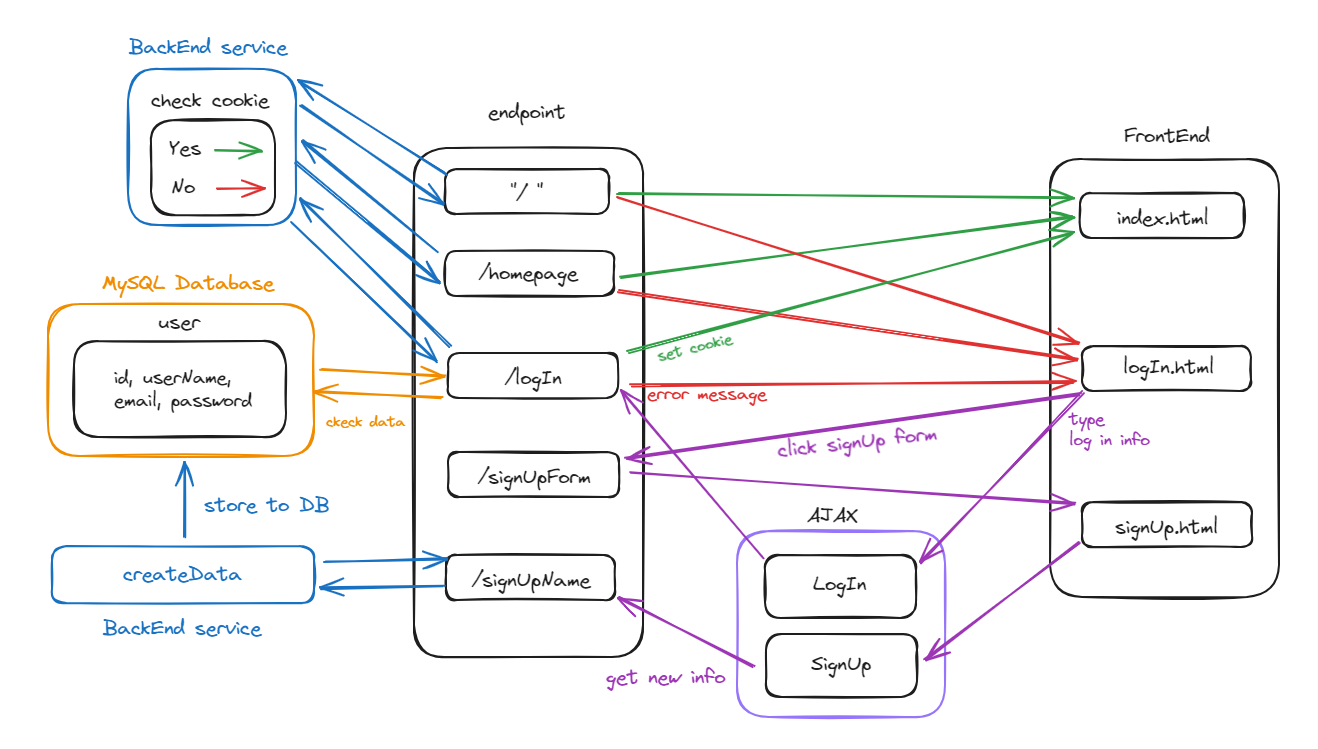 BackEnd service
check cookie
Yes
No
MySQL Database
user
id, userName,
email, password
ckeck data
store to DB
createData
BackEnd service
endpoint
"/ "
/homepage
/logIn
/signUpForm
/signUpName
set cookie
error message
click signUp form
type
log in info
get new info
AJAX
LogIn
SignUp
FrontEnd
index.html
logIn.html
signUp.html